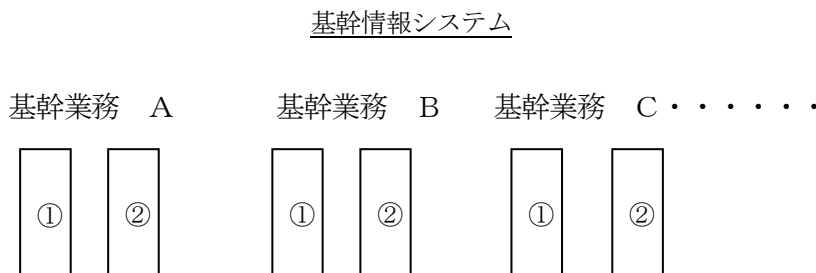 基幹情報システム
基幹業務　A　基幹業務　B　基幹業務　C・・・・・・
①　②　①　②　①　②